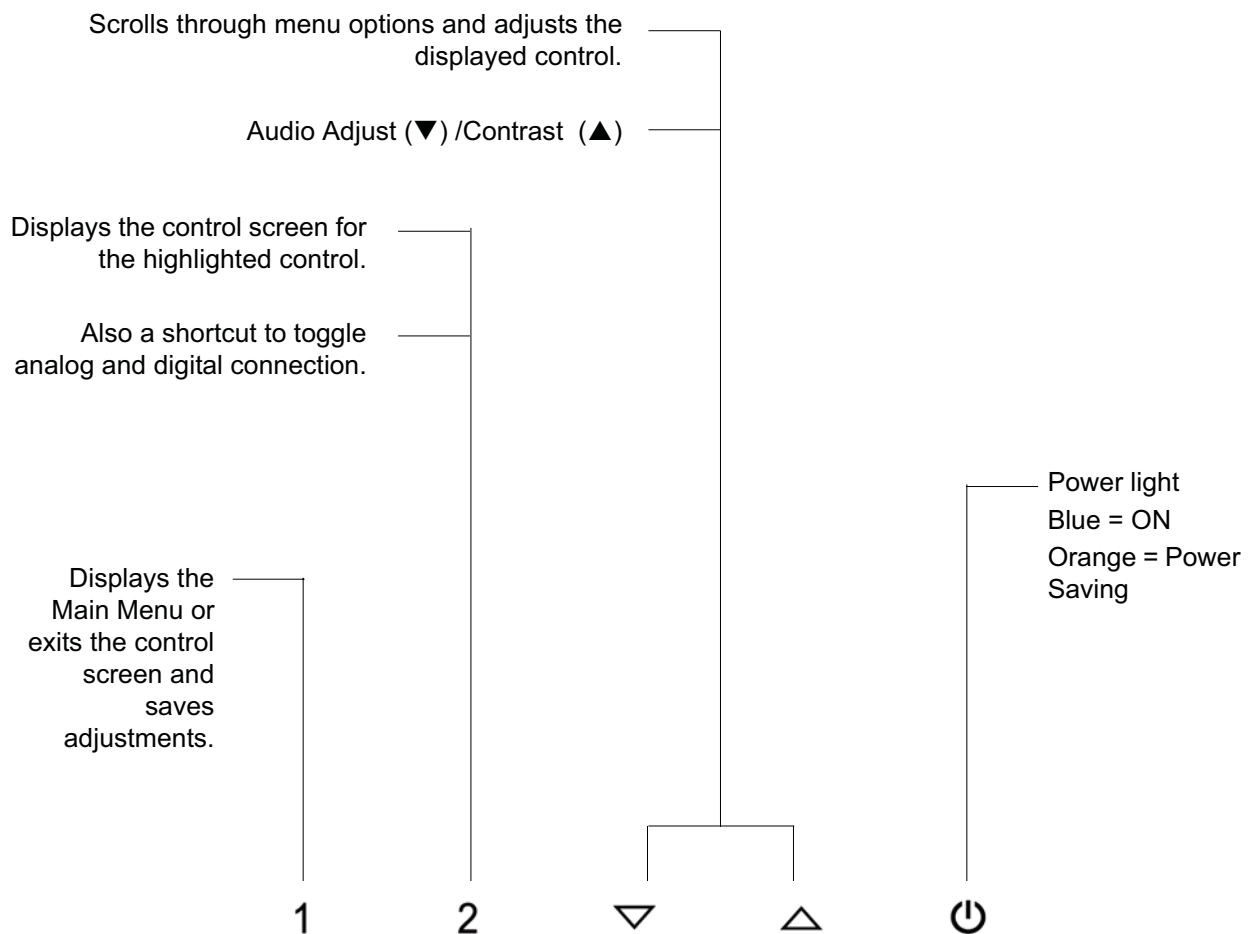 Scrolls through menu options and adjusts the
displayed control.
Audio Adjust (▼) /Contrast (▲)
Displays the control screen for
the highlighted control.
Also a shortcut to toggle
analog and digital connection.
Power light
Blue = ON
Orange = Power
Saving
Displays the
Main Menu or
exits the control
screen and
saves
adjustments.
1 2 ▽ △ ⏻